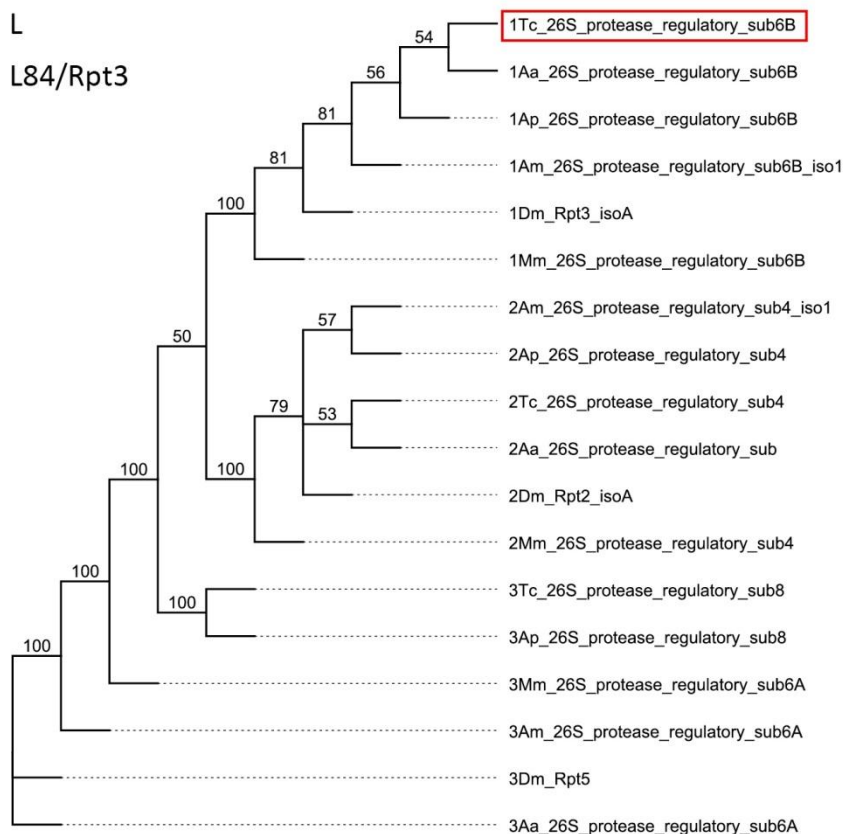 L
L84/Rpt3
54
1Tc_26S_protease_regulatory_sub6B
56
1Aa_26S_protease_regulatory_sub6B
81
1Ap_26S_protease_regulatory_sub6B
81
1Am_26S_protease_regulatory_sub6B_iso1
100
1Dm_Rpt3_isoA
1Mm_26S_protease_regulatory_sub6B
57
2Am_26S_protease_regulatory_sub4_iso1
50
2Ap_26S_protease_regulatory_sub4
79
53
2Tc_26S_protease_regulatory_sub4
2Aa_26S_protease_regulatory_sub
100
100
2Dm_Rpt2_isoA
2Mm_26S_protease_regulatory_sub4
100
100
3Tc_26S_protease_regulatory_sub8
3Ap_26S_protease_regulatory_sub8
100
3Mm_26S_protease_regulatory_sub6A
3Am_26S_protease_regulatory_sub6A
3Dm_Rpt5
3Aa_26S_protease_regulatory_sub6A